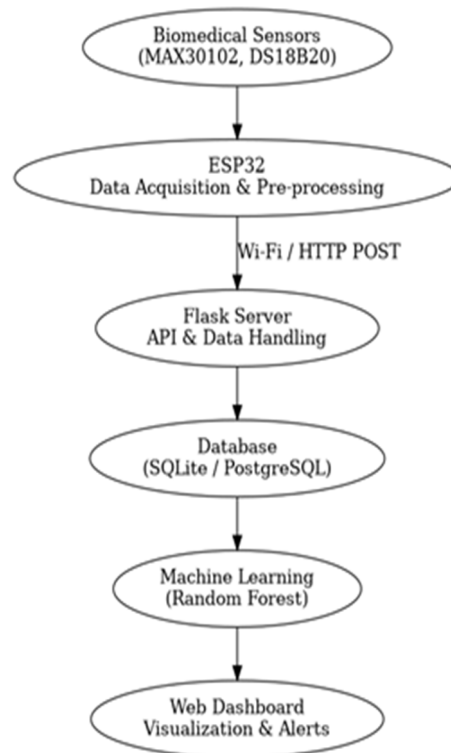 Biomedical Sensors
(MAX30102, DS18B20)
ESP32
Data Acquisition & Pre-processing
Wi-Fi / HTTP POST
Flask Server
API & Data Handling
Database
(SQLite / PostgreSQL)
Machine Learning
(Random Forest)
Web Dashboard
Visualization & Alerts